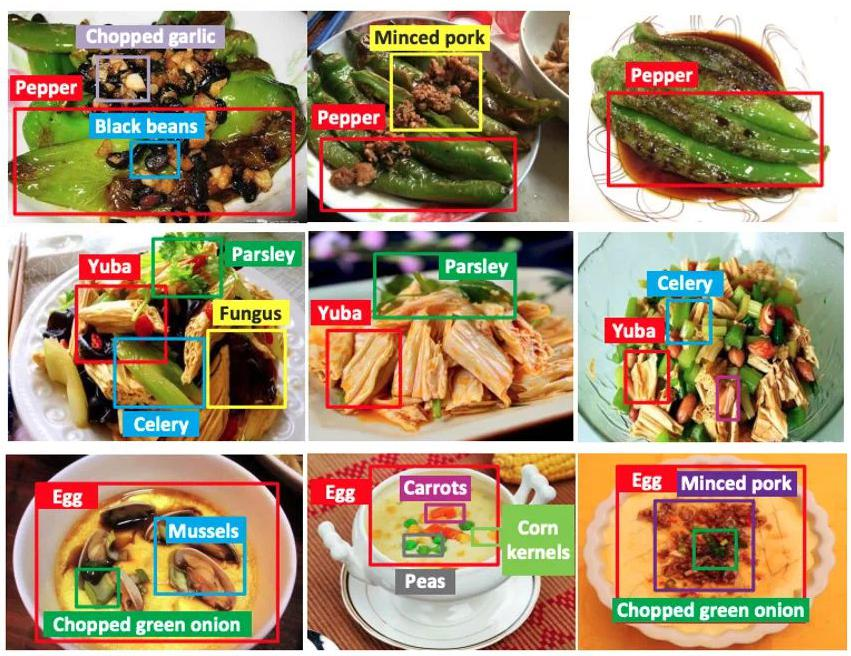 Chopped garlic
Pepper
Black beans
Minced pork
Pepper
Pepper
Yuba
Parsley
Fungus
Celery
Parsley
Yuba
Celery
Yuba
Egg
Mussels
Chopped green onion
Egg
Carrots
Corn
kernels
Peas
Egg
Minced pork
Chopped green onion